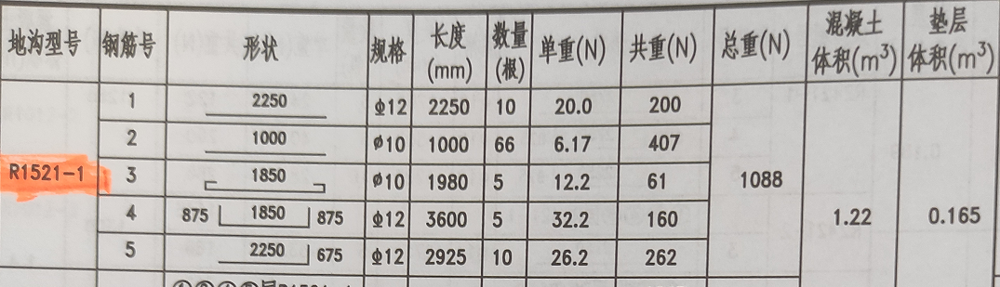 地沟型号 钢筋号 形状 规格 长度(mm) 数量(根) 单重(N) 共重(N) 总重(N) 混凝土体积(m³) 垫层体积(m³)
R1521-1 1 2250 Φ12 2250 10 20.0 200 1088 1.22 0.165
2 1000 ϕ10 1000 66 6.17 407
3 1850 ϕ10 1980 5 12.2 61
4 875 1850 875 Φ12 3600 5 32.2 160
5 2250 675 Φ12 2925 10 26.2 262